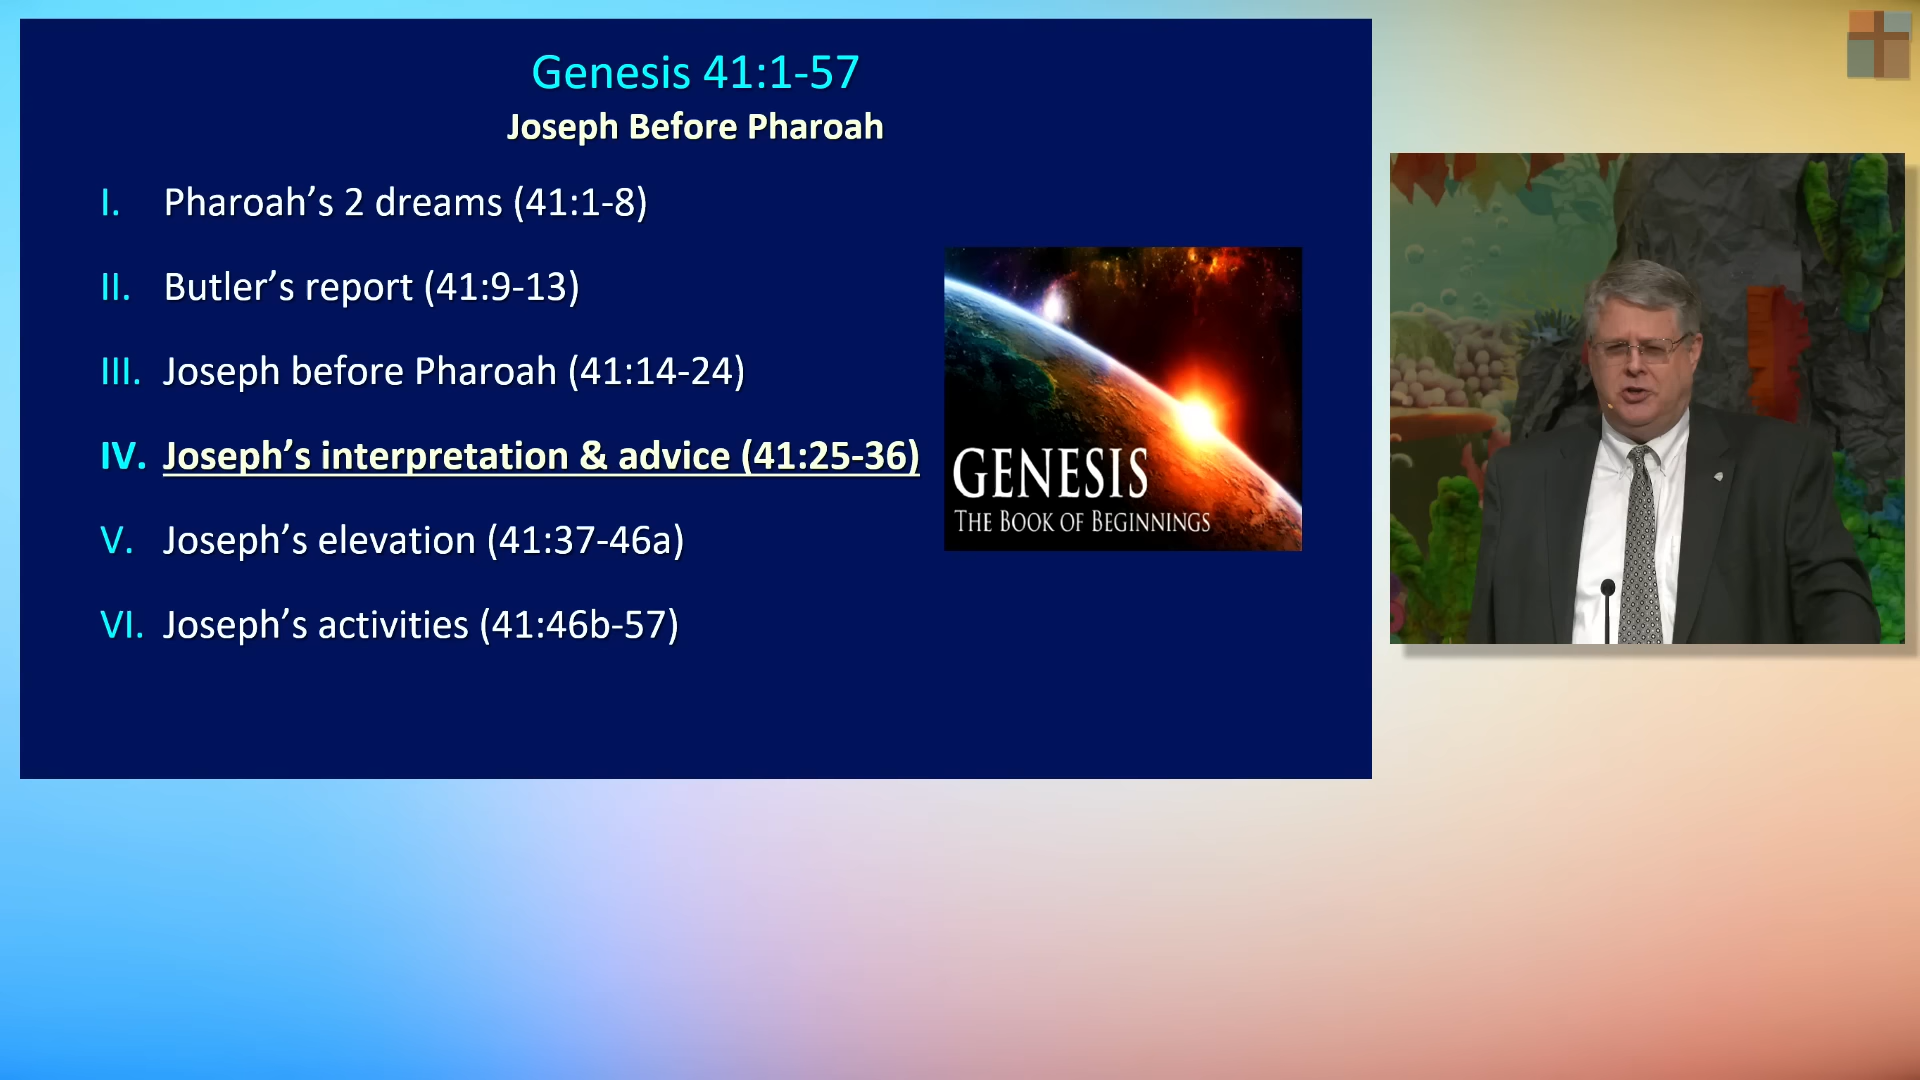 Genesis 41:1-57
Joseph Before Pharoah
I. Pharoah’s 2 dreams (41:1-8)
II. Butler’s report (41:9-13)
III. Joseph before Pharoah (41:14-24)
IV. Joseph’s interpretation & advice (41:25-36)
V. Joseph’s elevation (41:37-46a)
VI. Joseph’s activities (41:46b-57)
GENESIS
THE BOOK OF BEGINNINGS